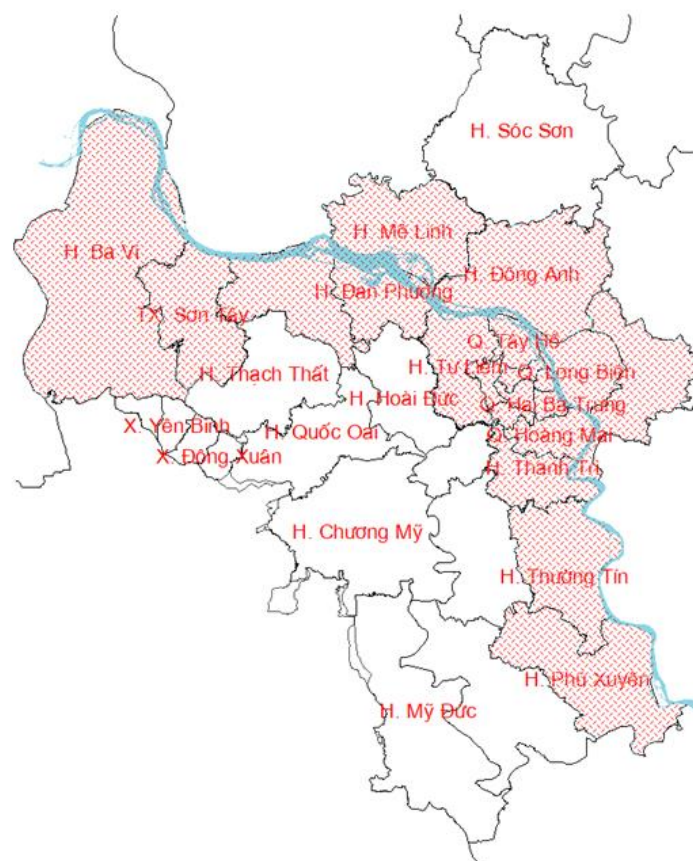 H. Sóc Sơn
H. Mê Linh
H. Ba Vì
H. Đông Anh
H. Đan Phượng
TX. Sơn Tây
Q. Tây Hồ
H. Từ Liêm
Q. Long Biên
H. Thạch Thất
H. Hoài Đức
Q. Hai Bà Trưng
X. Yên Bình
H. Quốc Oai
Q. Hoàng Mai
X. Đông Xuân
H. Thanh Trì
H. Chương Mỹ
H. Thường Tín
H. Phú Xuyên
H. Mỹ Đức